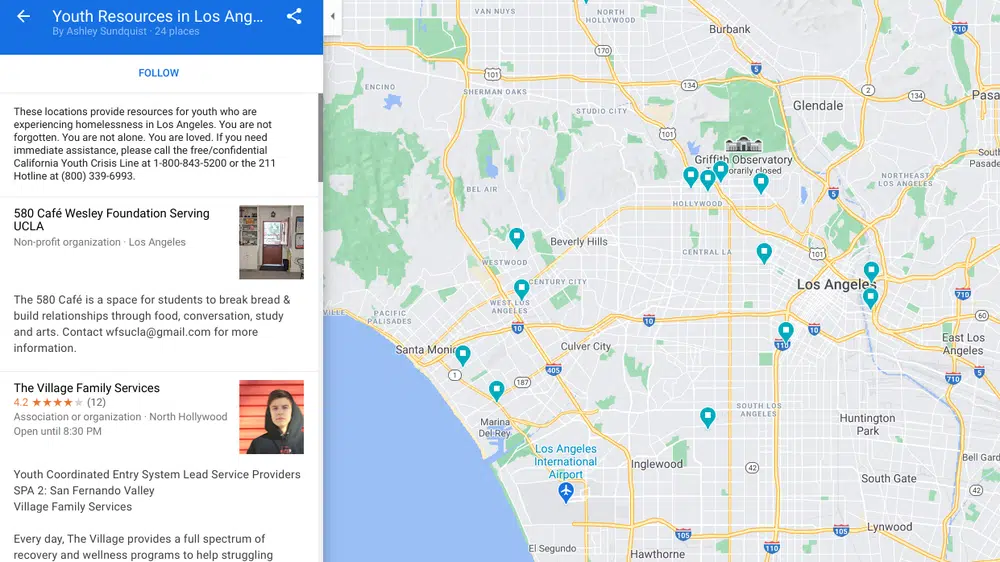 Youth Resources in Los Ang...
By Ashley Sundquist · 24 places
FOLLOW
These locations provide resources for youth who are
experiencing homelessness in Los Angeles. You are not
forgotten. You are not alone. You are loved. If you need
immediate assistance, please call the free/confidential
California Youth Crisis Line at 1-800-843-5200 or the 211
Hotline at (800) 339-6993.
580 Café Wesley Foundation Serving
UCLA
Non-profit organization · Los Angeles
The 580 Café is a space for students to break bread &
build relationships through food, conversation, study
and arts. Contact wfsucla@gmail.com for more
information.
The Village Family Services
4.2 (12)
Association or organization · North Hollywood
Open until 8:30 PM
Youth Coordinated Entry System Lead Service Providers
SPA 2: San Fernando Valley
Village Family Services
Every day, The Village provides a full spectrum of
recovery and wellness programs to help struggling
VAN NUYS
NORTH
HOLLYWOOD
Burbank
210
170
5
101
134
2
134
ENCINO
SHERMAN OAKS
STUDIO CITY
Glendale
Pasa
101
Griffith Observatory
closed
South
Pasade
NORTHEAST
LOS ANGELES
BEL AIR
HOLLYWOOD
5
Beverly Hills
WESTWOOD
CENTRAL LA
101
CENTURY CITY
Los Angeles
710
WEST LOS
ANGELES
PACIFIC
PALISADES
10
10
60
Santa Moni
Culver City
110
East Los
Angeles
1
187
405
710
5
SOUTH LOS
ANGELES
Huntington
Park
Marina
Del Rey
Los Angeles
International
Airport
Inglewood
42
Bell Gard
South Gate
42
El Segundo
Hawthorne
105
110
105
Lynwood
710